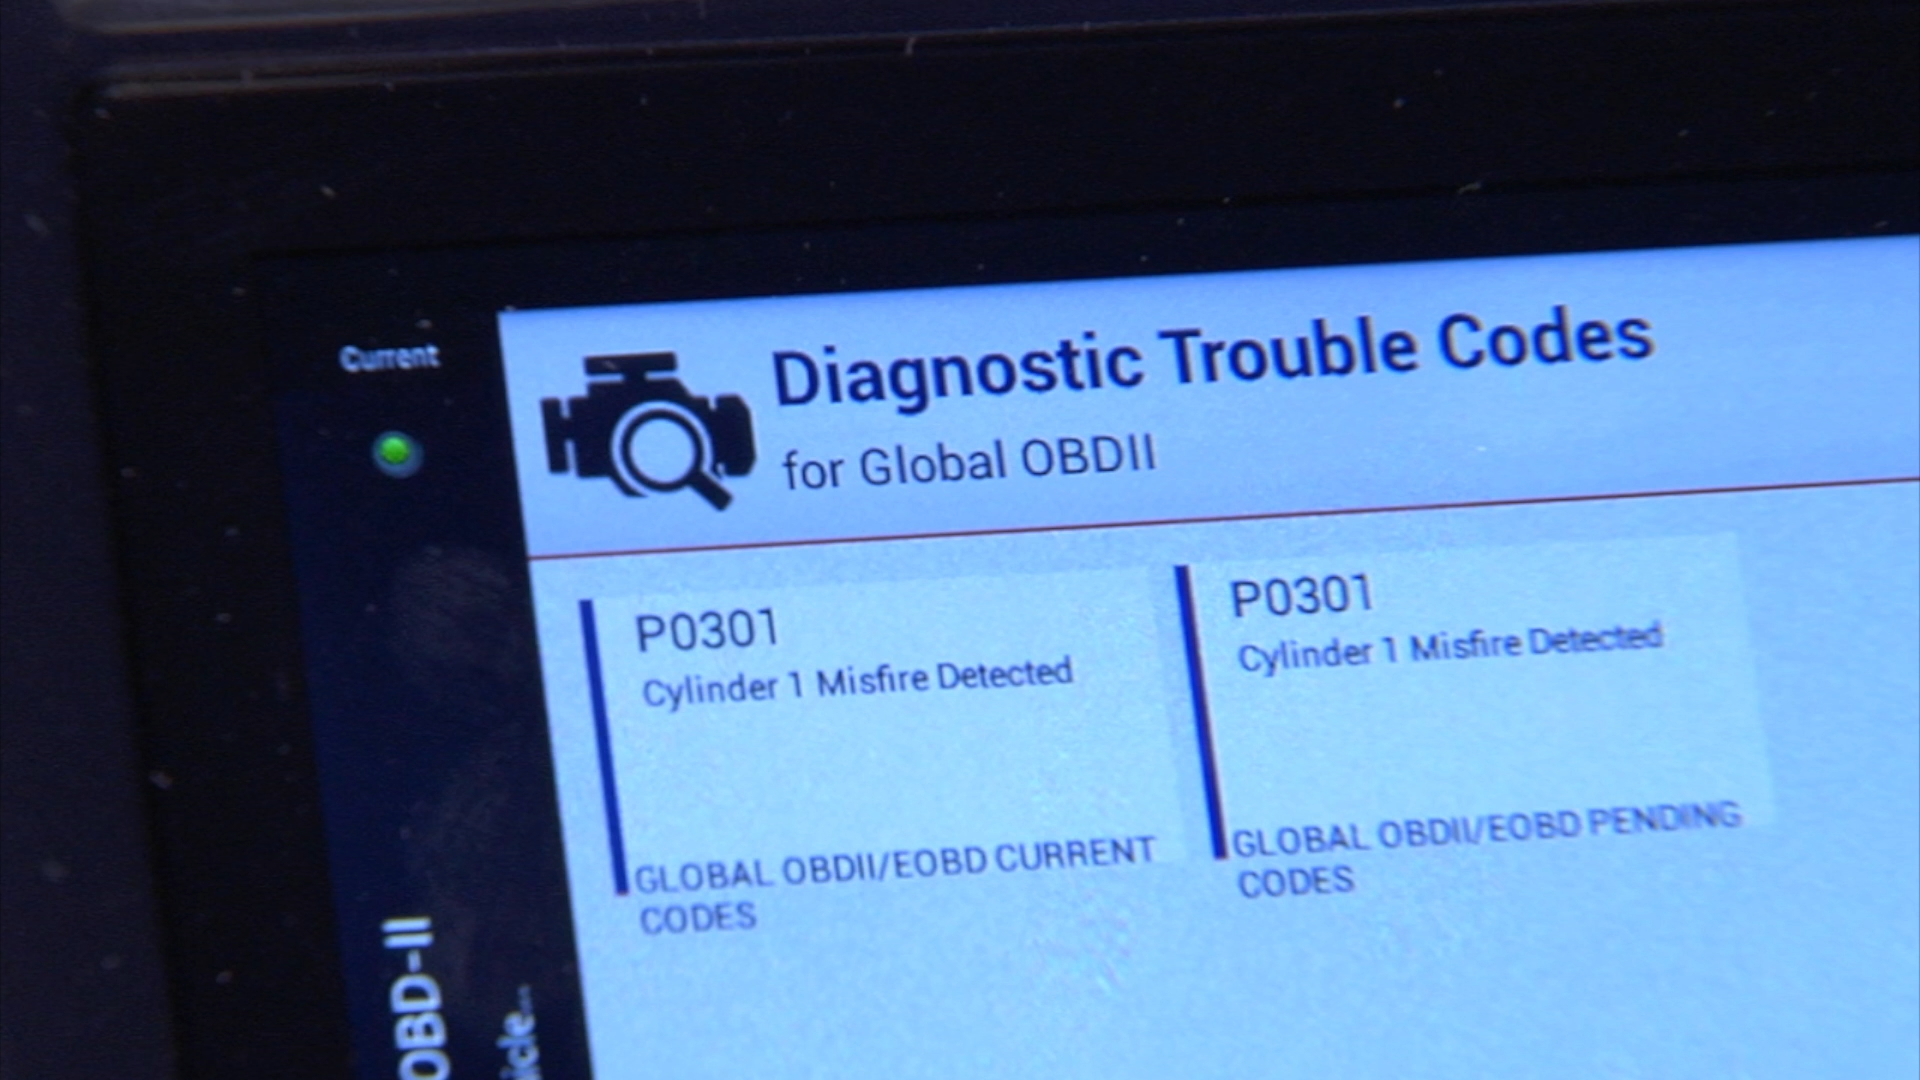 Current
Diagnostic Trouble Codes
for Global OBDII
P0301
Cylinder 1 Misfire Detected
GLOBAL OBDII/EOBD CURRENT
CODES
P0301
Cylinder 1 Misfire Detected
GLOBAL OBDII/EOBD PENDING
CODES
OBD-II
icle...